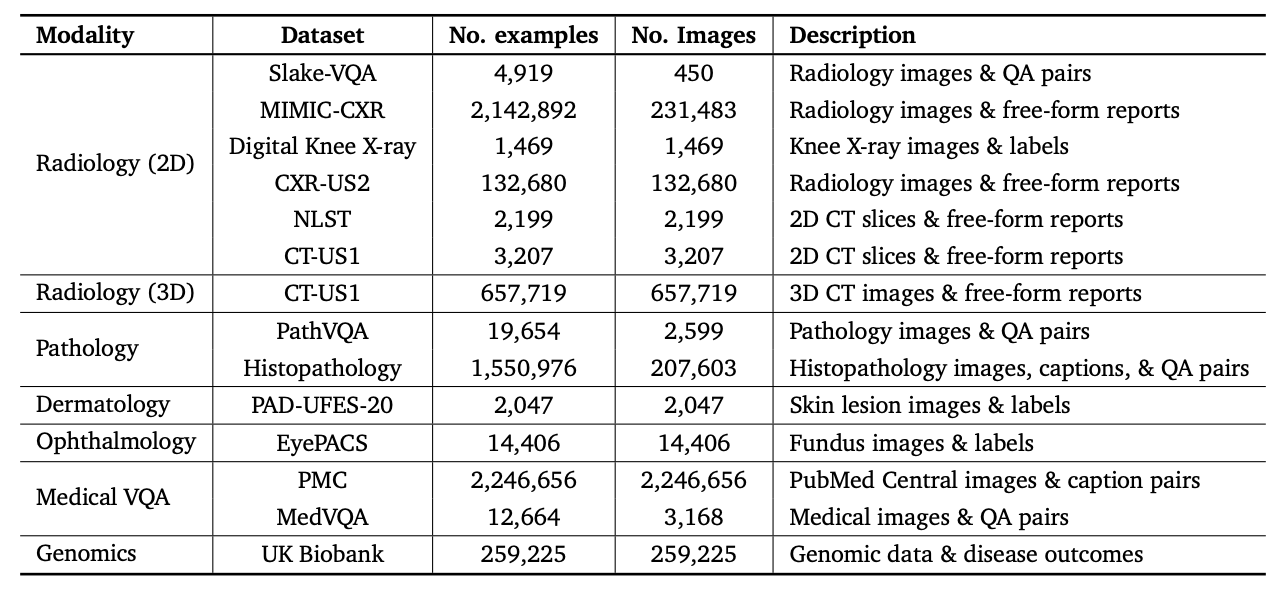 Modality Dataset No. examples No. Images Description
Slake-VQA 4,919 450 Radiology images & QA pairs
MIMIC-CXR 2,142,892 231,483 Radiology images & free-form reports
Digital Knee X-ray 1,469 1,469 Knee X-ray images & labels
Radiology (2D)
CXR-US2 132,680 132,680 Radiology images & free-form reports
NLST 2,199 2,199 2D CT slices & free-form reports
CT-US1 3,207 3,207 2D CT slices & free-form reports
Radiology (3D) CT-US1 657,719 657,719 3D CT images & free-form reports
PathVQA 19,654 2,599 Pathology images & QA pairs
Pathology
Histopathology 1,550,976 207,603 Histopathology images, captions, & QA pairs
Dermatology PAD-UFES-20 2,047 2,047 Skin lesion images & labels
Ophthalmology EyePACS 14,406 14,406 Fundus images & labels
PMC 2,246,656 2,246,656 PubMed Central images & caption pairs
Medical VQA
MedVQA 12,664 3,168 Medical images & QA pairs
Genomics UK Biobank 259,225 259,225 Genomic data & disease outcomes